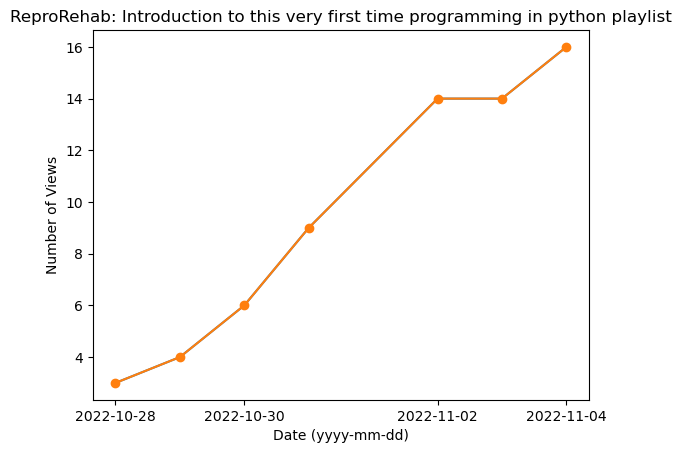 ReproRehab: Introduction to this very first time programming in python playlist
16
14
12
10
8
6
4
Number of Views
2022-10-28 2022-10-30 2022-11-02 2022-11-04
Date (yyyy-mm-dd)